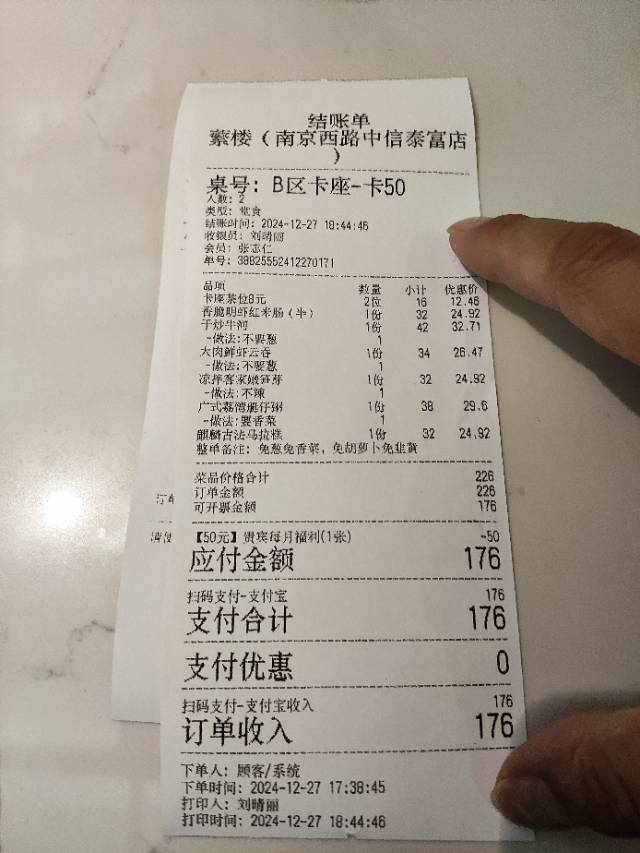 结账单
蘩楼（南京西路中信泰富店
）
桌号: B区卡座-卡50
人数: 2
类型: 堂食
结账时间: 2024-12-27 18:44:46
收银员: 刘晴丽
会员: 张志仁
单号: 38825552412270171
品项 数量 小计 优惠价
卡座茶位8元 2位 16 12.46
香脆明虾红米肠（半） 1份 32 24.92
干炒牛河 1份 42 32.71
-做法:不要葱 1
大肉鲜虾云吞 1份 34 26.47
-做法:不要葱 1
凉拌客家嫩笋芽 1份 32 24.92
-做法:不辣 1
广式荔湾艇仔粥 1份 38 29.6
-做法:要香菜 1
麒麟古法马拉糕 1份 32 24.92
整单备注: 免葱免香菜, 免胡萝卜免韭黄
菜品价格合计 226
订单金额 226
可开票金额 176
【50元】贵宾每月福利(1张) -50
应付金额 176
扫码支付-支付宝 176
支付合计 176
支付优惠 0
扫码支付-支付宝收入 176
订单收入 176
下单人: 顾客/系统
下单时间: 2024-12-27 17:38:45
打印人: 刘晴丽
打印时间: 2024-12-27 18:44:46